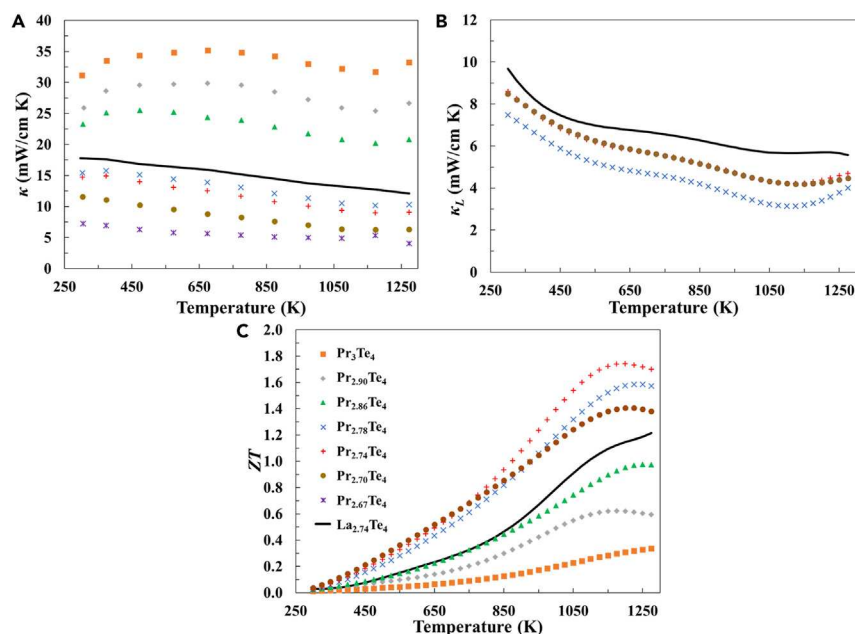 A
κ (mW/cm K)
40
35
30
25
20
15
10
5
0
250 450 650 850 1050 1250
Temperature (K)
B
κL (mW/cm K)
12
10
8
6
4
2
0
250 450 650 850 1050 1250
Temperature (K)
C
ZT
2.0
1.8
1.6
1.4
1.2
1.0
0.8
0.6
0.4
0.2
0.0
Pr3Te4
Pr2.90Te4
Pr2.86Te4
Pr2.78Te4
Pr2.74Te4
Pr2.70Te4
Pr2.67Te4
La2.74Te4
250 450 650 850 1050 1250
Temperature (K)